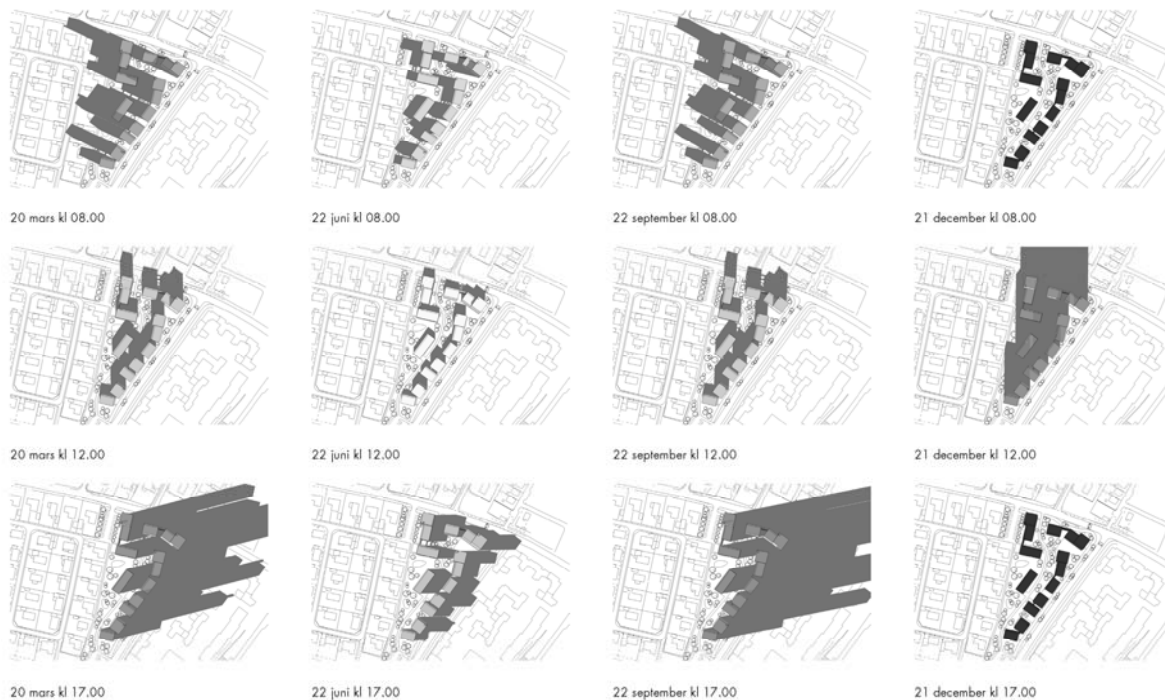 20 mars kl 08.00
22 juni kl 08.00
22 september kl 08.00
21 december kl 08.00
20 mars kl 12.00
22 juni kl 12.00
22 september kl 12.00
21 december kl 12.00
20 mars kl 17.00
22 juni kl 17.00
22 september kl 17.00
21 december kl 17.00